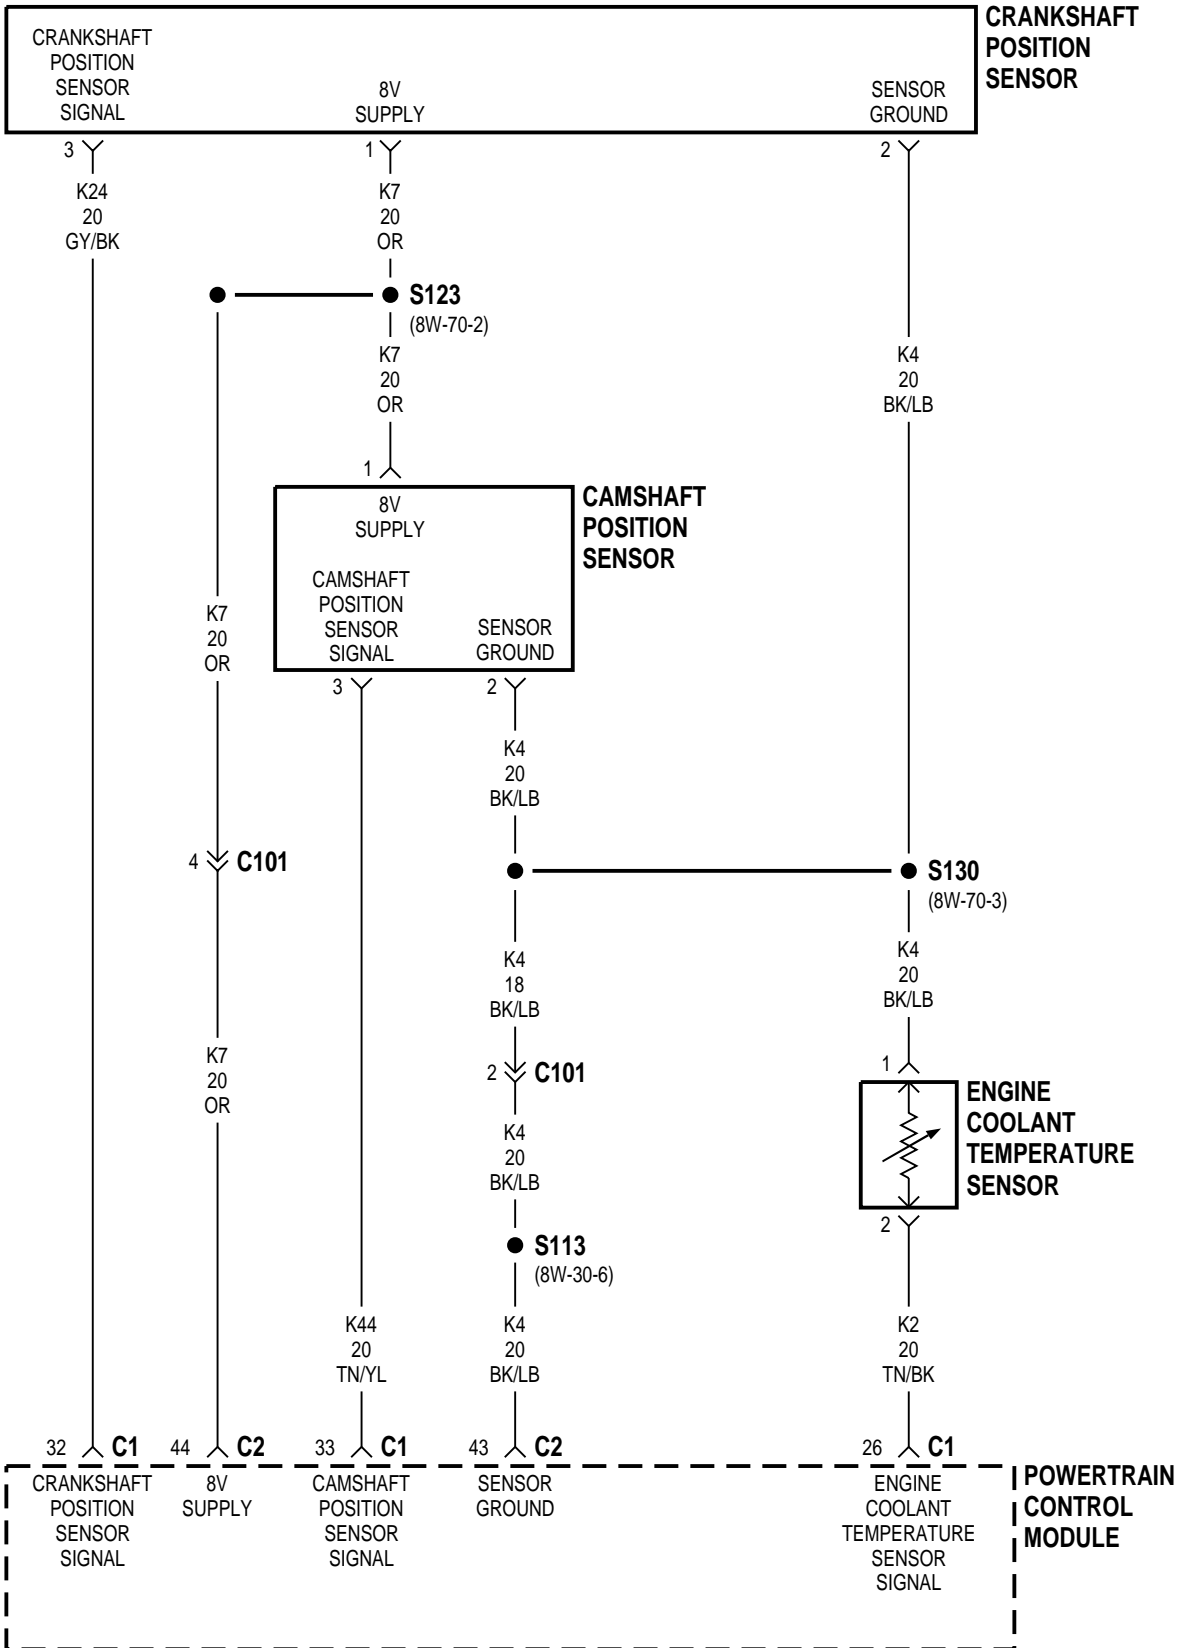 CRANKSHAFT
POSITION
SENSOR
CRANKSHAFT
POSITION
SENSOR
SIGNAL
8V
SUPPLY
SENSOR
GROUND
3
1
2
K24
20
GY/BK
K7
20
OR
S123
(8W-70-2)
K7
20
OR
K4
20
BK/LB
1
CAMSHAFT
POSITION
SENSOR
8V
SUPPLY
CAMSHAFT
POSITION
SENSOR
SIGNAL
SENSOR
GROUND
K7
20
OR
3
2
K4
20
BK/LB
4 C101
S130
(8W-70-3)
K4
18
BK/LB
K4
20
BK/LB
K7
20
OR
2 C101
1
ENGINE
COOLANT
TEMPERATURE
SENSOR
K4
20
BK/LB
2
S113
(8W-30-6)
K44
20
TN/YL
K4
20
BK/LB
K2
20
TN/BK
32 C1
44 C2
33 C1
43 C2
26 C1
CRANKSHAFT
POSITION
SENSOR
SIGNAL
8V
SUPPLY
CAMSHAFT
POSITION
SENSOR
SIGNAL
SENSOR
GROUND
ENGINE
COOLANT
TEMPERATURE
SENSOR
SIGNAL
POWERTRAIN
CONTROL
MODULE